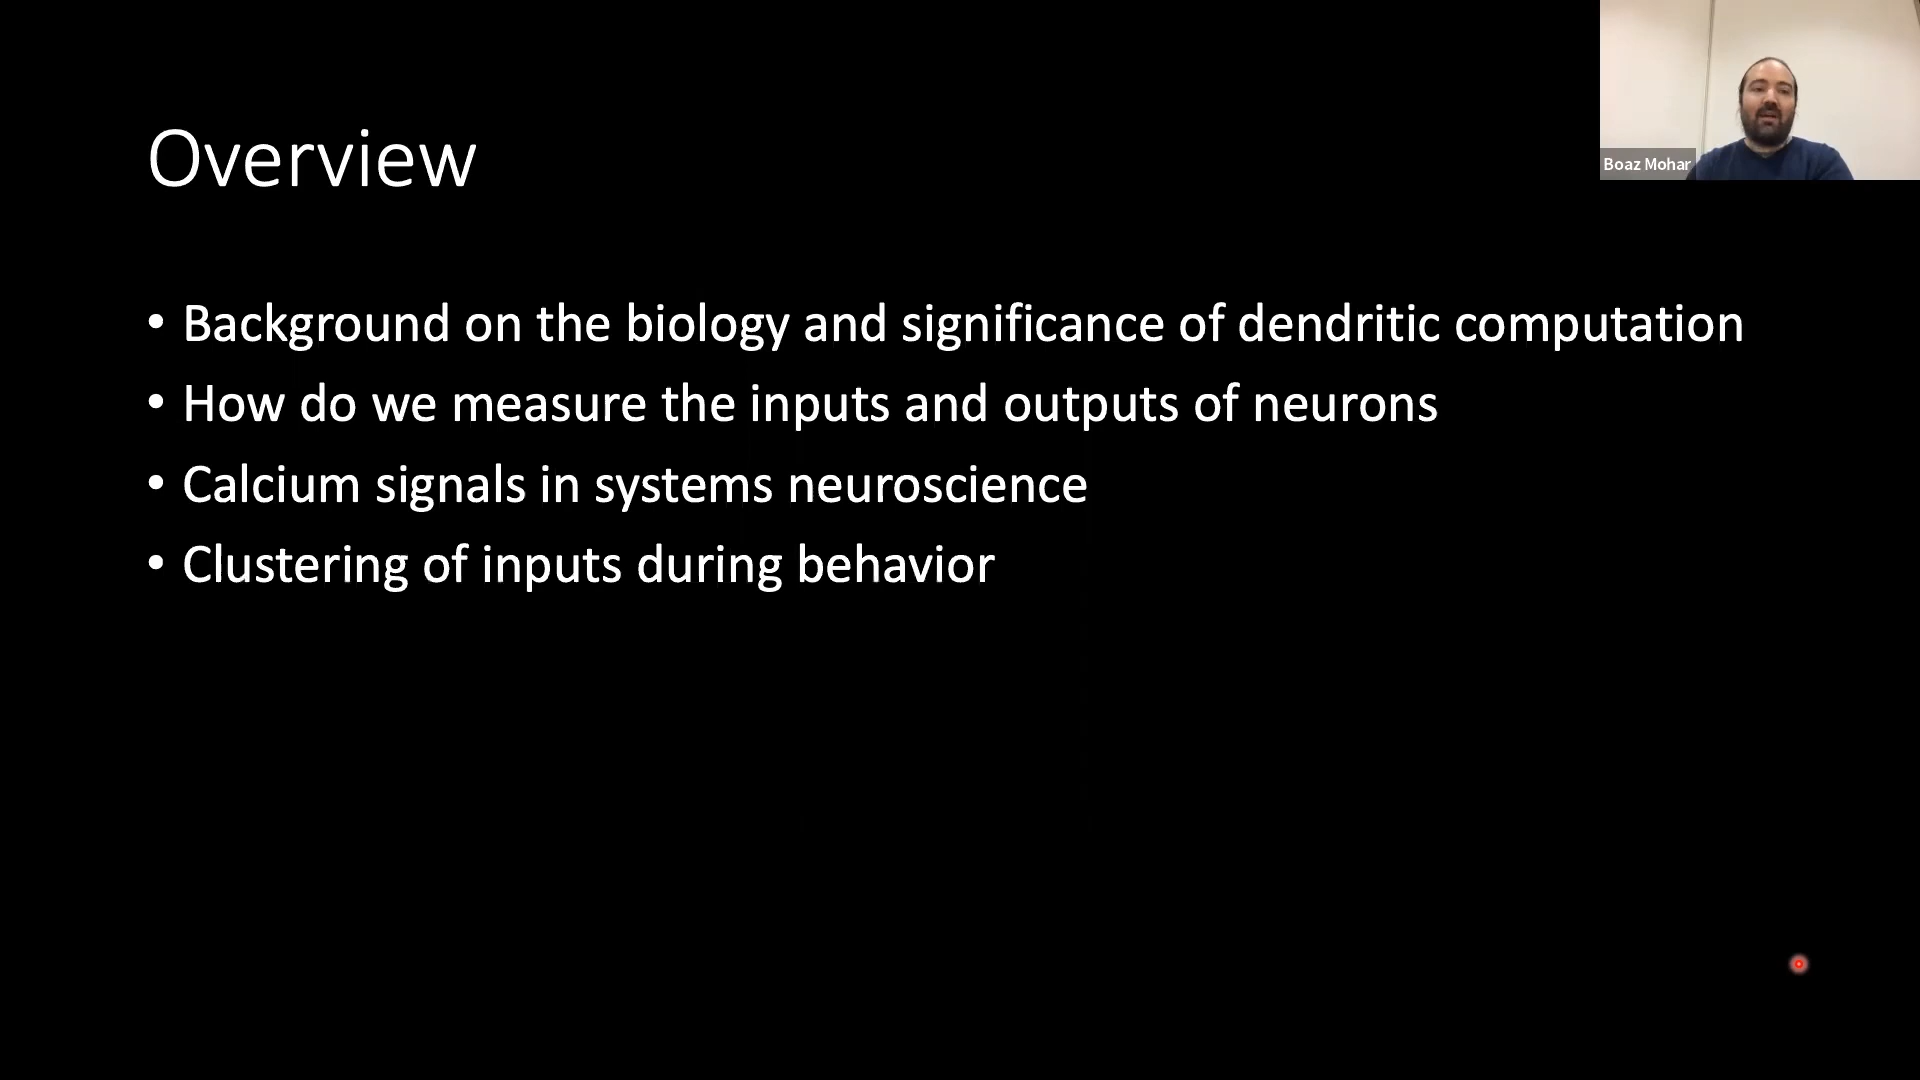 Overview
Boaz Mohar
• Background on the biology and significance of dendritic computation
• How do we measure the inputs and outputs of neurons
• Calcium signals in systems neuroscience
• Clustering of inputs during behavior